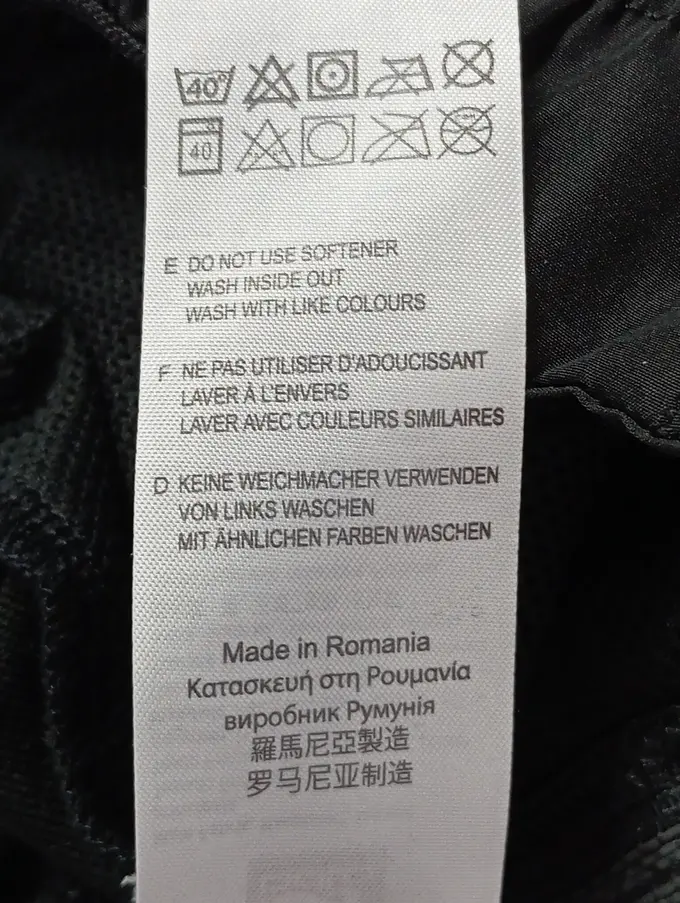 40°
40
E DO NOT USE SOFTENER
WASH INSIDE OUT
WASH WITH LIKE COLOURS
F NE PAS UTILISER D'ADOUCISSANT
LAVER À L'ENVERS
LAVER AVEC COULEURS SIMILAIRES
D KEINE WEICHMACHER VERWENDEN
VON LINKS WASCHEN
MIT ÄHNLICHEN FARBEN WASCHEN
Made in Romania
Κατασκευή στη Ρουμανία
виробник Румунія
羅馬尼亞製造
罗马尼亚制造